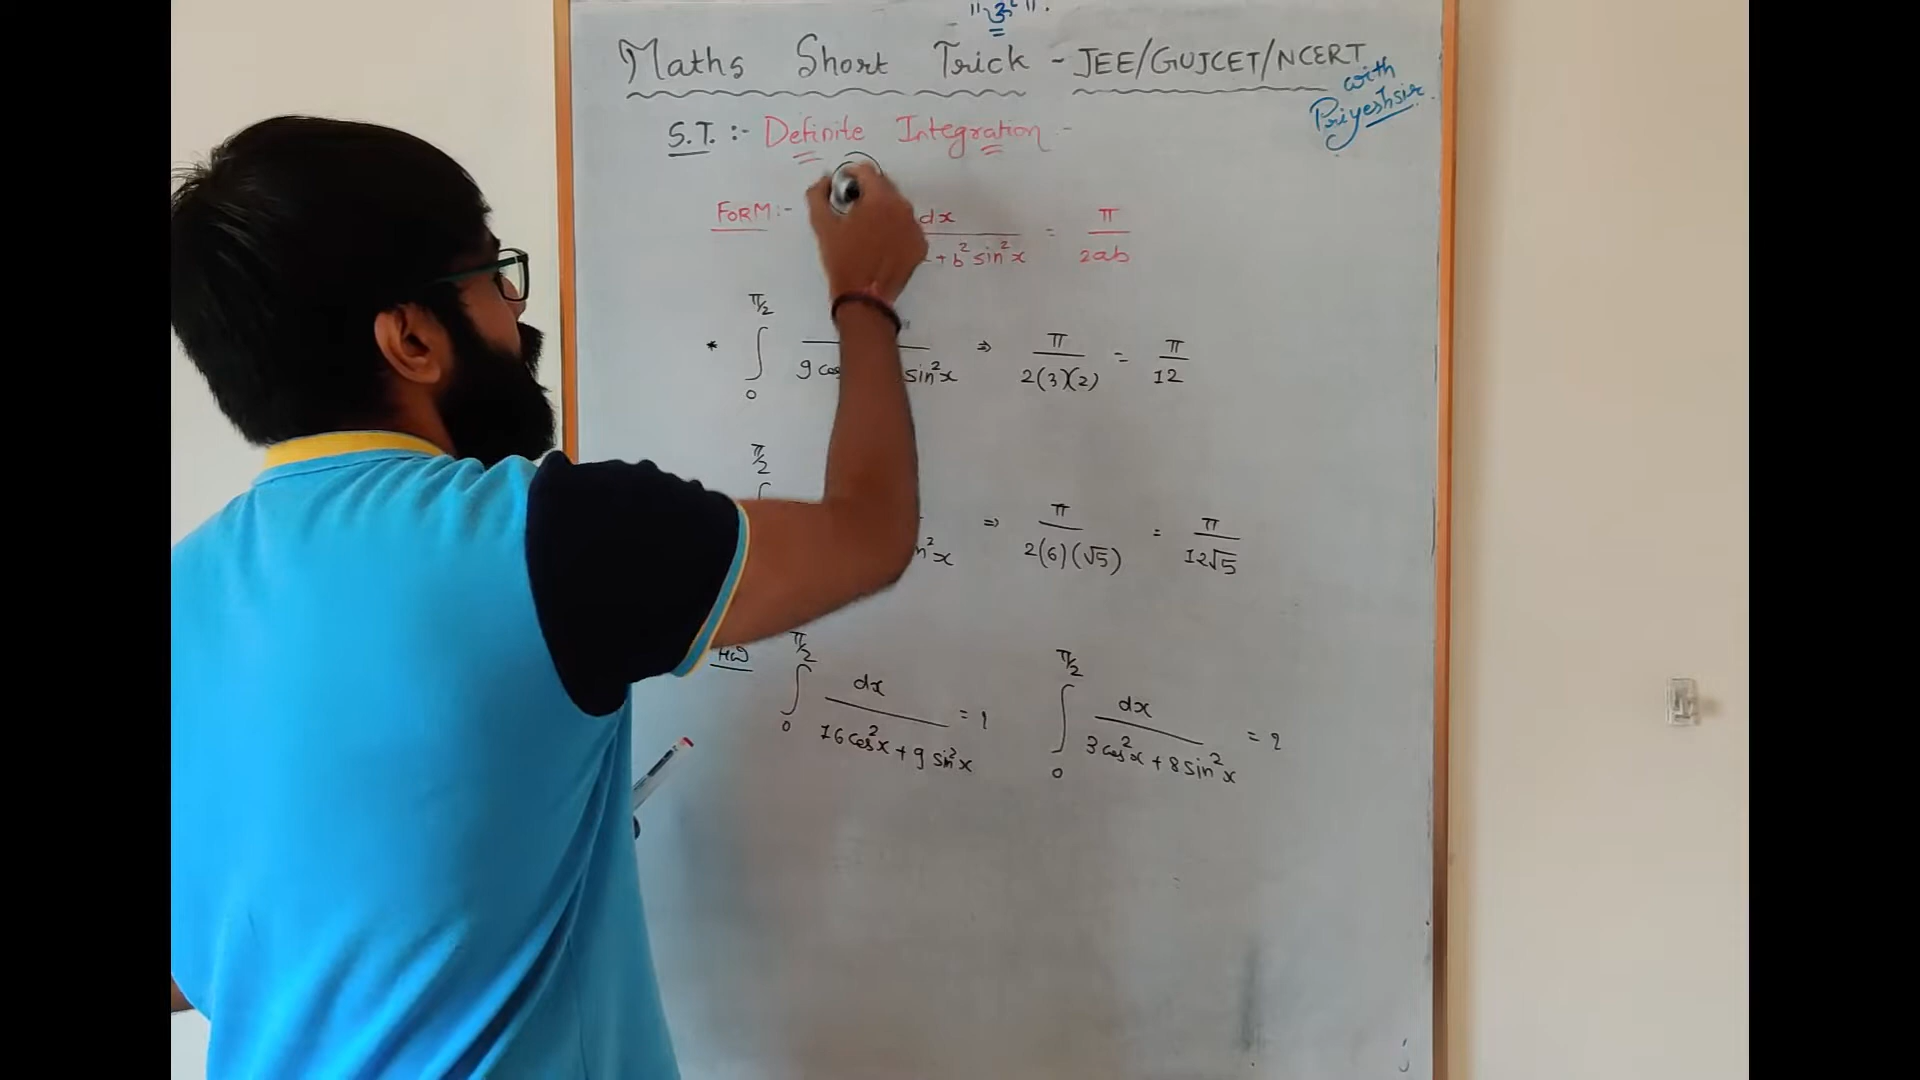 "ૐ".
Maths Short Trick - JEE/GUJCET/NCERT
with
Priyeshsir.
S.T. :- Definite Integration :-
FORM :- dx + b² sin²x = π / 2ab
* ∫ 0 π/2 9 cos sin²x ⇒ π / 2(3)(2) = π / 12
π/2 n²x ⇒ π / 2(6)(√5) = π / 12√5
HW ∫ 0 π/2 dx / 16 cos²x + 9 sin²x = ? ∫ 0 π/2 dx / 3 cos²x + 8 sin²x = ?